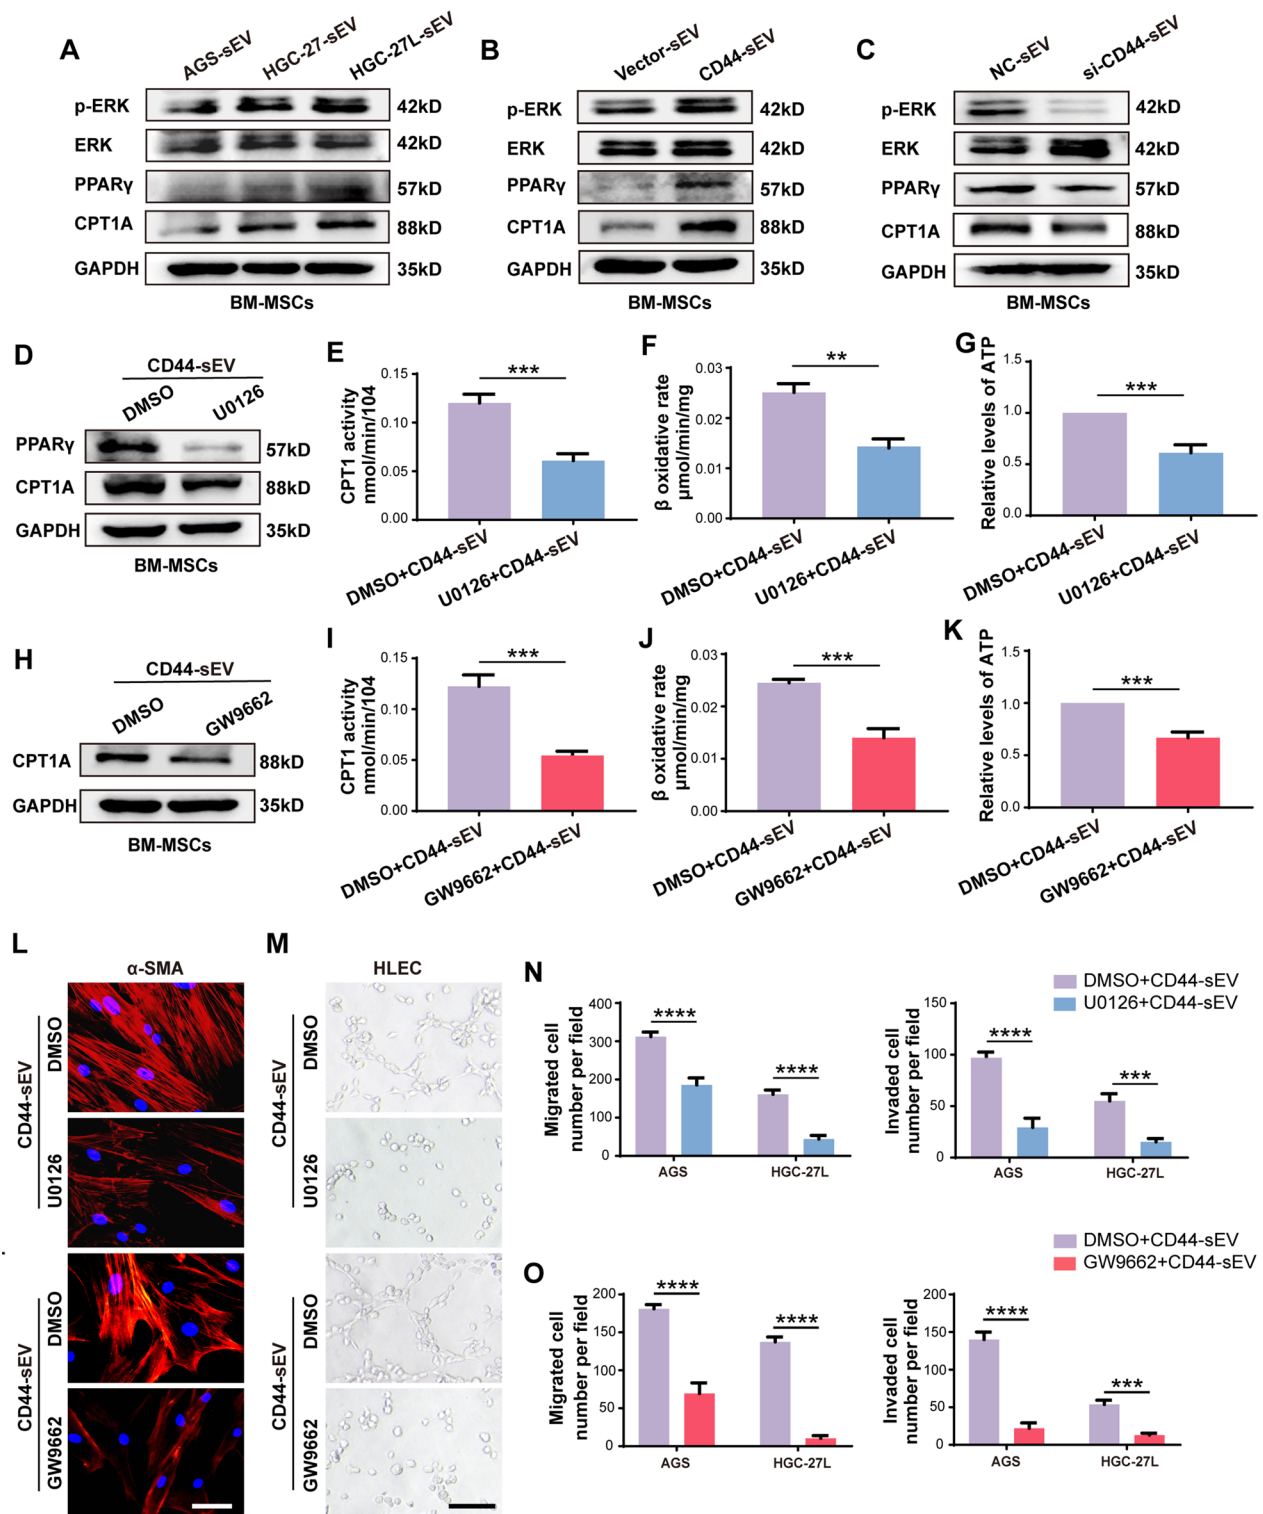 A
AGS-sEV
HGC-27-sEV
HGC-27L-sEV
p-ERK
42kD
ERK
42kD
PPARγ
57kD
CPT1A
88kD
GAPDH
35kD
BM-MSCs
B
Vector-sEV
CD44-sEV
p-ERK
42kD
ERK
42kD
PPARγ
57kD
CPT1A
88kD
GAPDH
35kD
BM-MSCs
C
NC-sEV
si-CD44-sEV
p-ERK
42kD
ERK
42kD
PPARγ
57kD
CPT1A
88kD
GAPDH
35kD
BM-MSCs
D
CD44-sEV
DMSO
U0126
PPARγ
57kD
CPT1A
88kD
GAPDH
35kD
BM-MSCs
E
CPT1 activity
nmol/min/104
0.15
0.10
0.05
0.00
***
DMSO+CD44-sEV
U0126+CD44-sEV
F
β oxidative rate
μmol/min/mg
0.03
0.02
0.01
0.00
**
DMSO+CD44-sEV
U0126+CD44-sEV
G
Relative levels of ATP
1.5
1.0
0.5
0.0
***
DMSO+CD44-sEV
U0126+CD44-sEV
H
CD44-sEV
DMSO
GW9662
CPT1A
88kD
GAPDH
35kD
BM-MSCs
I
CPT1 activity
nmol/min/104
0.15
0.10
0.05
0.00
***
DMSO+CD44-sEV
GW9662+CD44-sEV
J
β oxidative rate
μmol/min/mg
0.03
0.02
0.01
0.00
***
DMSO+CD44-sEV
GW9662+CD44-sEV
K
Relative levels of ATP
1.5
1.0
0.5
0.0
***
DMSO+CD44-sEV
GW9662+CD44-sEV
L
α-SMA
CD44-sEV
DMSO
U0126
CD44-sEV
DMSO
GW9662
M
HLEC
CD44-sEV
DMSO
U0126
CD44-sEV
DMSO
GW9662
N
DMSO+CD44-sEV
U0126+CD44-sEV
Migrated cell
number per field
400
300
200
100
0
****
****
AGS
HGC-27L
Invaded cell
number per field
150
100
50
0
****
***
AGS
HGC-27L
O
DMSO+CD44-sEV
GW9662+CD44-sEV
Migrated cell
number per field
200
150
100
50
0
****
****
AGS
HGC-27L
Invaded cell
number per field
200
150
100
50
0
****
***
AGS
HGC-27L